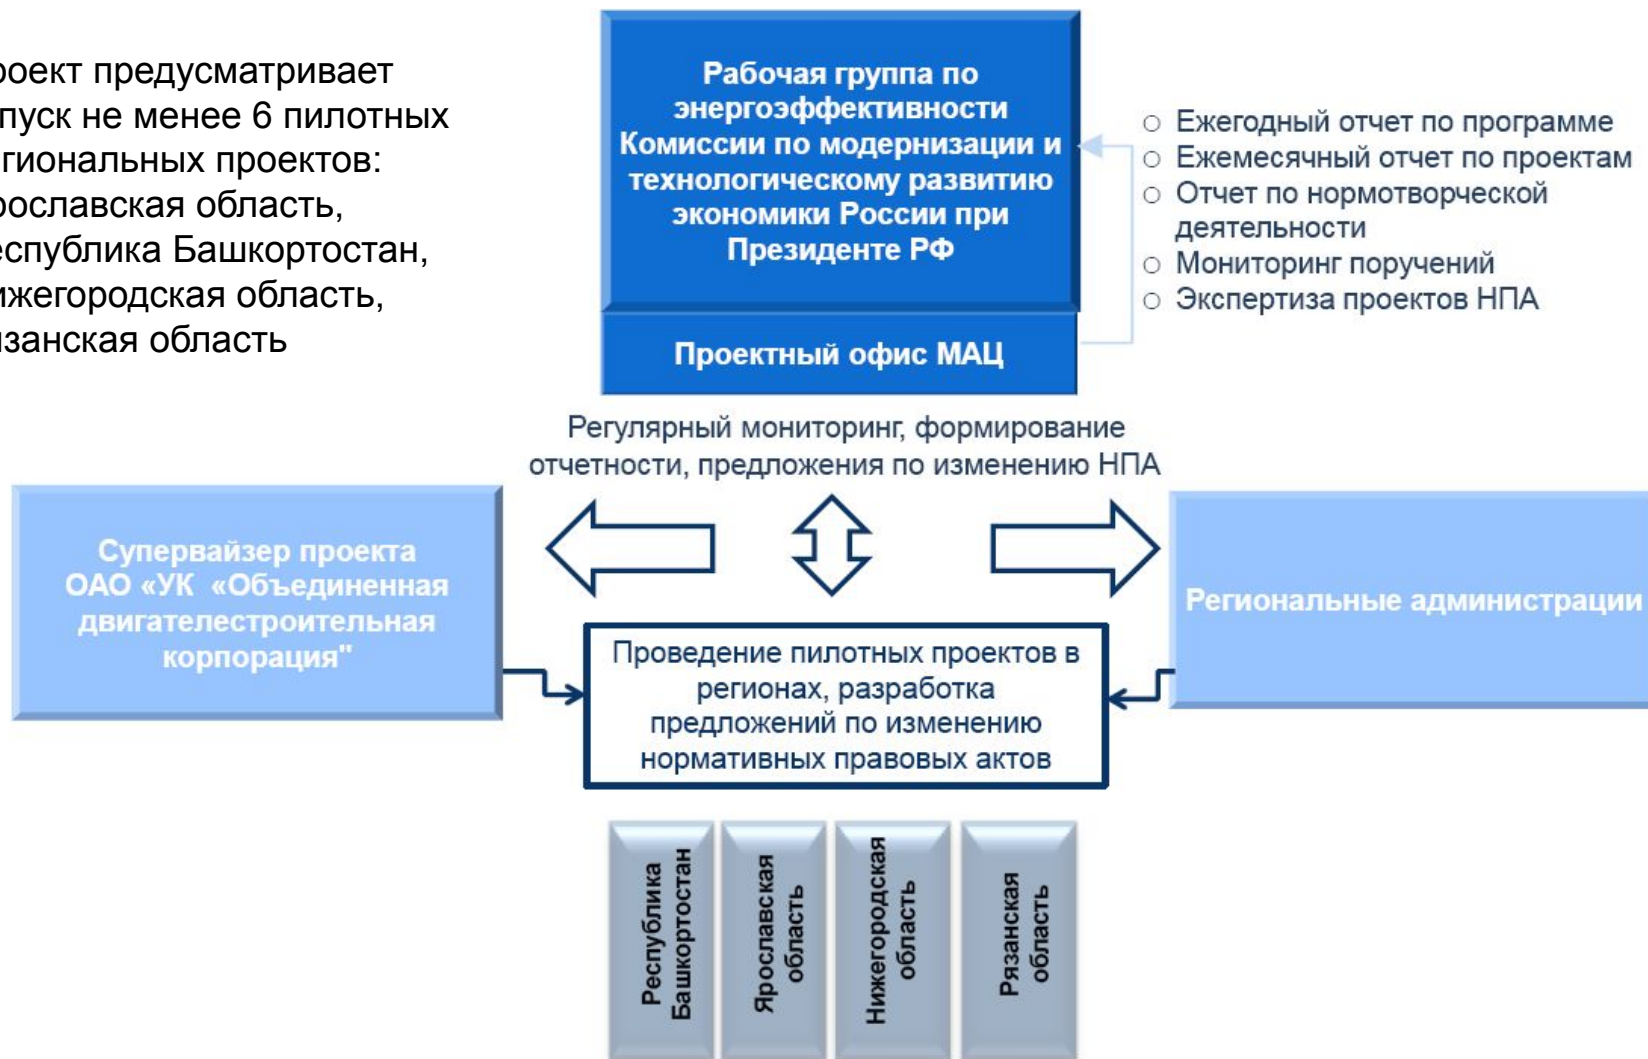 роект предусматривает
пуск не менее 6 пилотных
гиональных проектов:
рославская область,
еспублика Башкортостан,
ижегородская область,
язанская область
Рабочая группа по
энергоэффективности
Комиссии по модернизации и
технологическому развитию
экономики России при
Президенте РФ
Проектный офис МАЦ
○ Ежегодный отчет по программе
○ Ежемесячный отчет по проектам
○ Отчет по нормотворческой
деятельности
○ Мониторинг поручений
○ Экспертиза проектов НПА
Регулярный мониторинг, формирование
отчетности, предложения по изменению НПА
Супервайзер проекта
ОАО «УК «Объединенная
двигателестроительная
корпорация"
Региональные администрации
Проведение пилотных проектов в
регионах, разработка
предложений по изменению
нормативных правовых актов
Республика
Башкортостан
Ярославская
область
Нижегородская
область
Рязанская
область